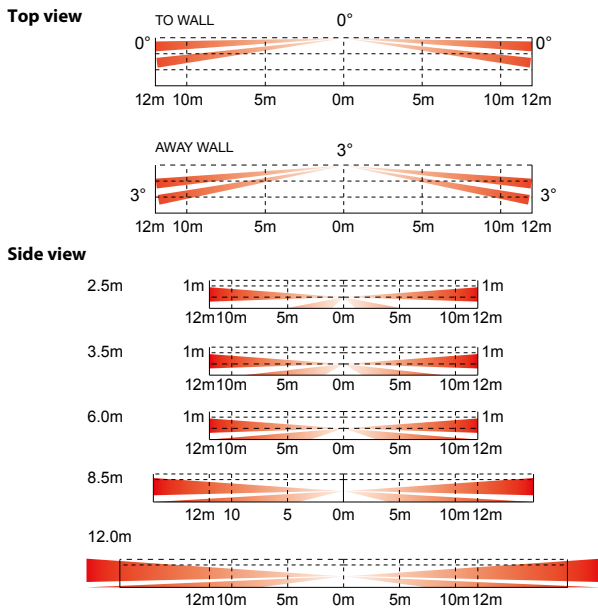 Top view
TO WALL 0°
0° 0°
12m 10m 5m 0m 5m 10m 12m
AWAY WALL 3°
3° 3°
12m 10m 5m 0m 5m 10m 12m
Side view
2.5m 1m 1m
12m 10m 5m 0m 5m 10m 12m
3.5m 1m 1m
12m 10m 5m 0m 5m 10m 12m
6.0m 1m 1m
12m 10m 5m 0m 5m 10m 12m
8.5m
12m 10 5 0m 5m 10m 12m
12.0m
12m 10m 5m 0m 5m 10m 12m